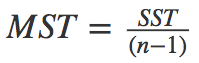 MST = SST/(n−1)